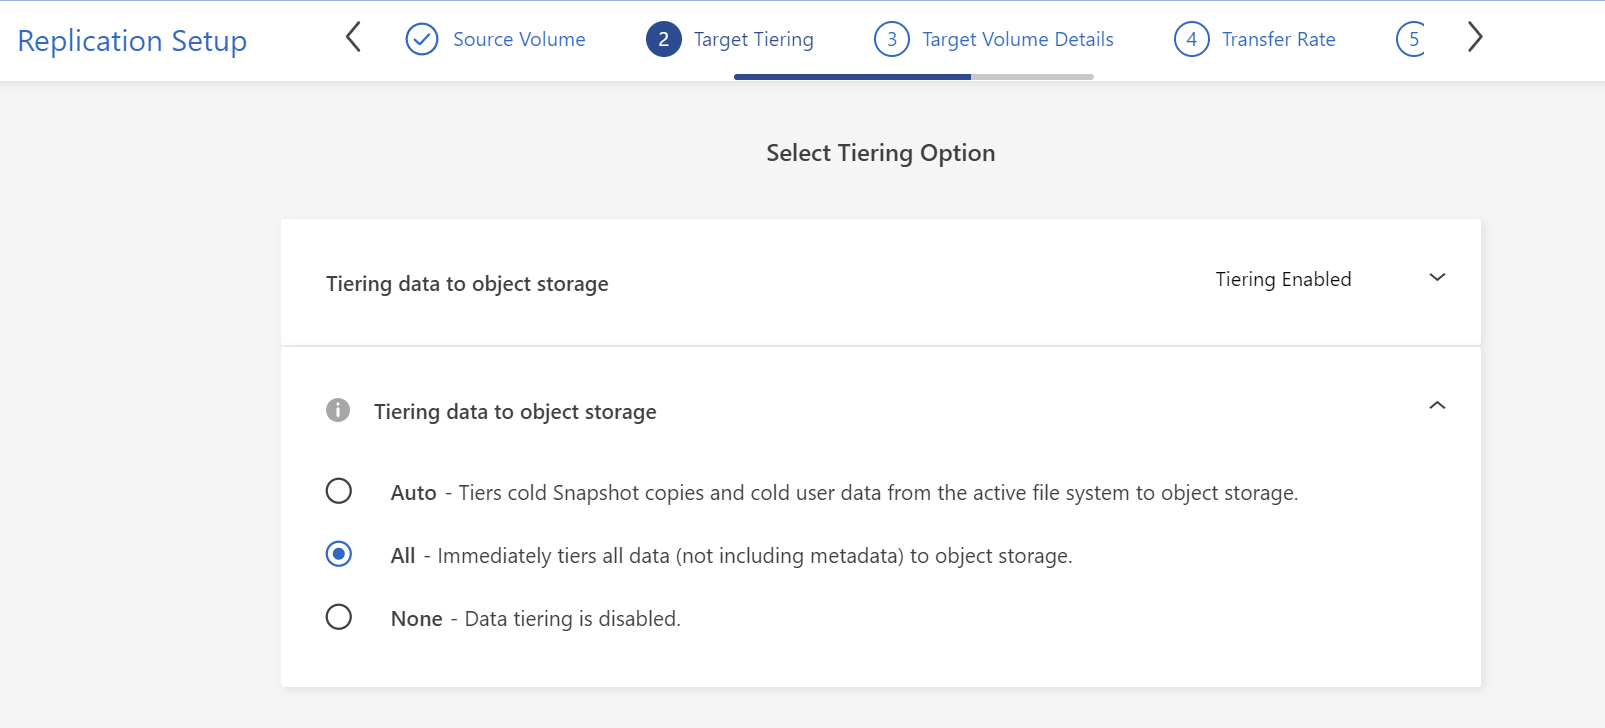 Replication Setup
Source Volume
2 Target Tiering
3 Target Volume Details
4 Transfer Rate
5
Select Tiering Option
Tiering data to object storage
Tiering Enabled
i Tiering data to object storage
Auto - Tiers cold Snapshot copies and cold user data from the active file system to object storage.
All - Immediately tiers all data (not including metadata) to object storage.
None - Data tiering is disabled.